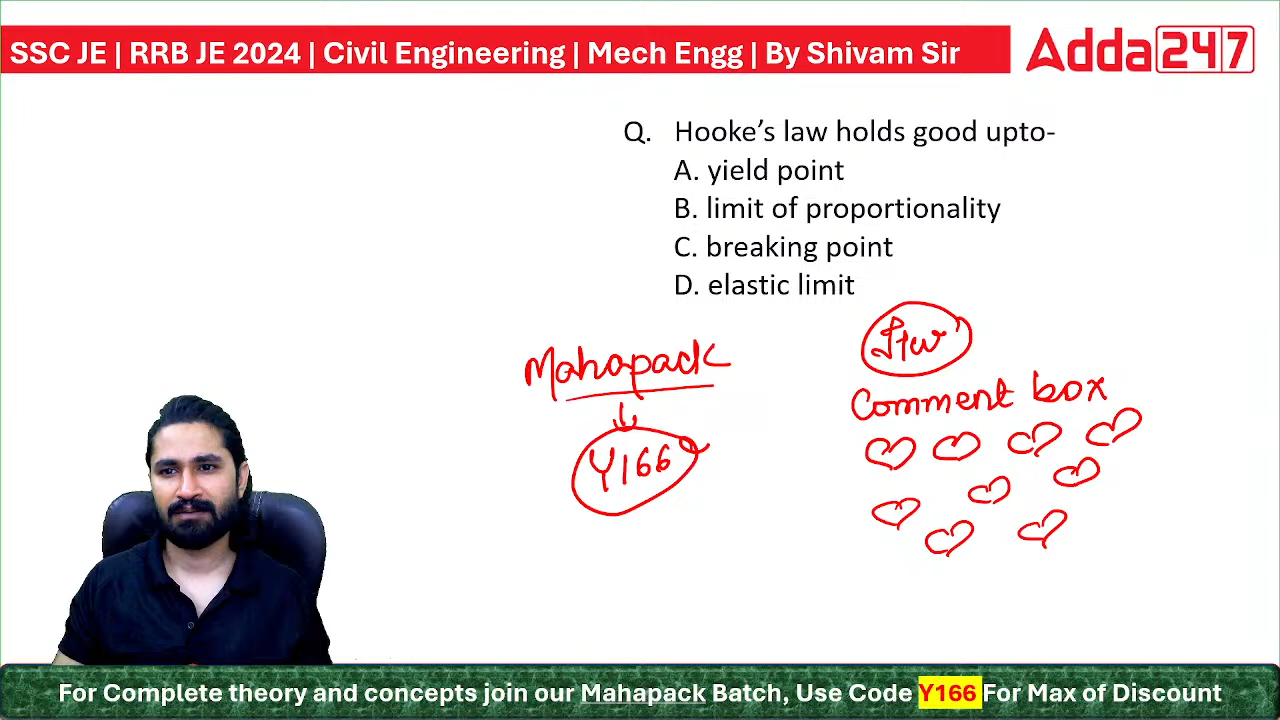 SSC JE | RRB JE 2024 | Civil Engineering | Mech Engg | By Shivam Sir
Adda247
Q. Hooke’s law holds good upto-
A. yield point
B. limit of proportionality
C. breaking point
D. elastic limit
Mahapack
Y166
Comment box
For Complete theory and concepts join our Mahapack Batch, Use Code Y166 For Max of Discount